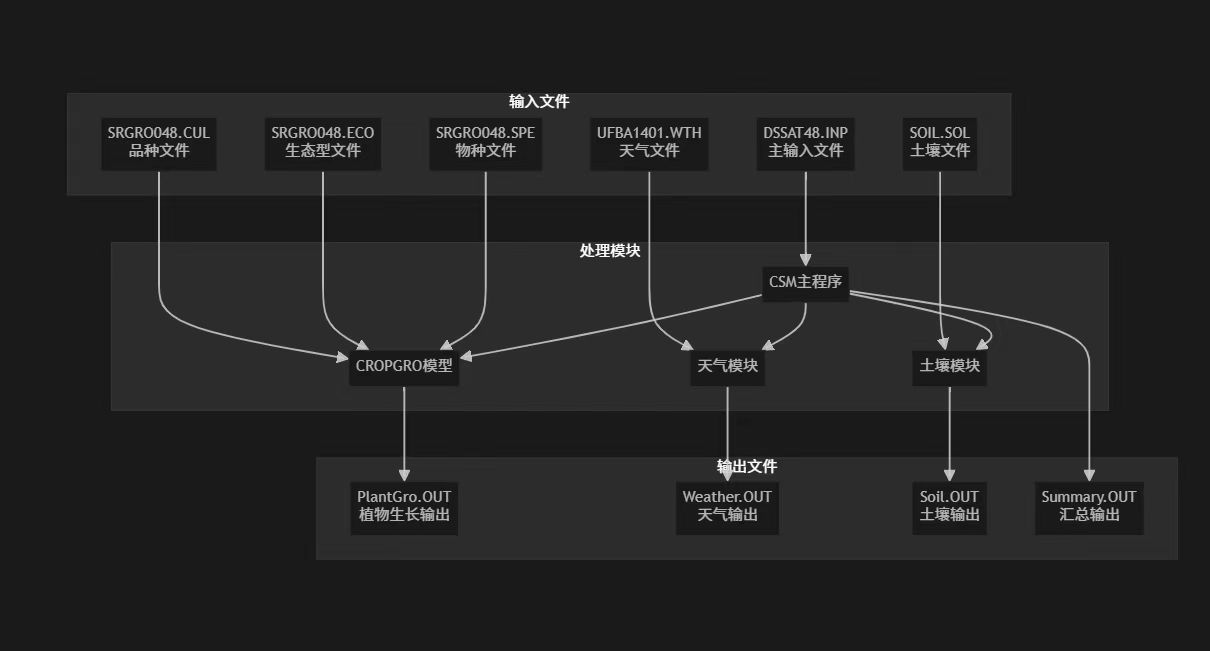 输入文件
SRGRO048.CUL
品种文件
SRGRO048.ECO
生态型文件
SRGRO048.SPE
物种文件
UFBA1401.WTH
天气文件
DSSAT48.INP
主输入文件
SOIL.SOL
土壤文件
处理模块
CSM主程序
CROPGRO模型
天气模块
土壤模块
输出文件
PlantGro.OUT
植物生长输出
Weather.OUT
天气输出
Soil.OUT
土壤输出
Summary.OUT
汇总输出